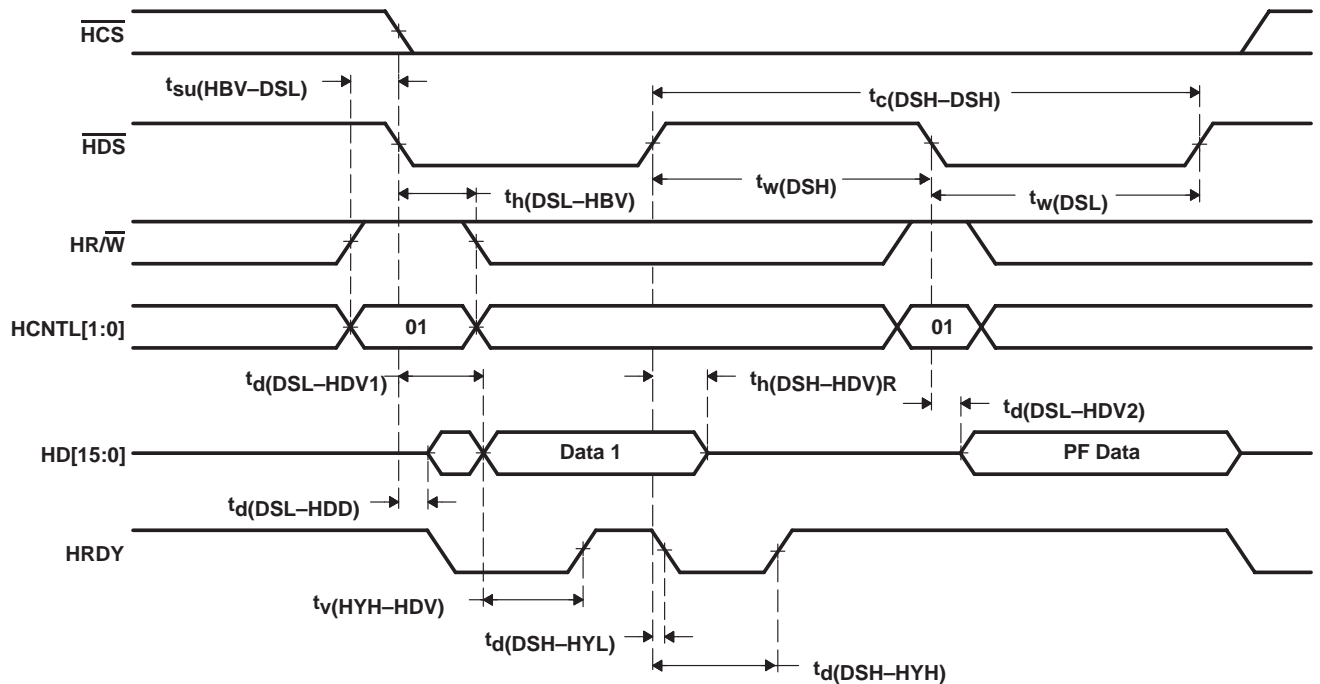 HCS
tsu(HBV–DSL)
tc(DSH–DSH)
HDS
tw(DSH)
th(DSL–HBV)
tw(DSL)
HR/W
HCNTL[1:0]
01
01
td(DSL–HDV1)
th(DSH–HDV)R
td(DSL–HDV2)
HD[15:0]
Data 1
PF Data
td(DSL–HDD)
HRDY
tv(HYH–HDV)
td(DSH–HYL)
td(DSH–HYH)